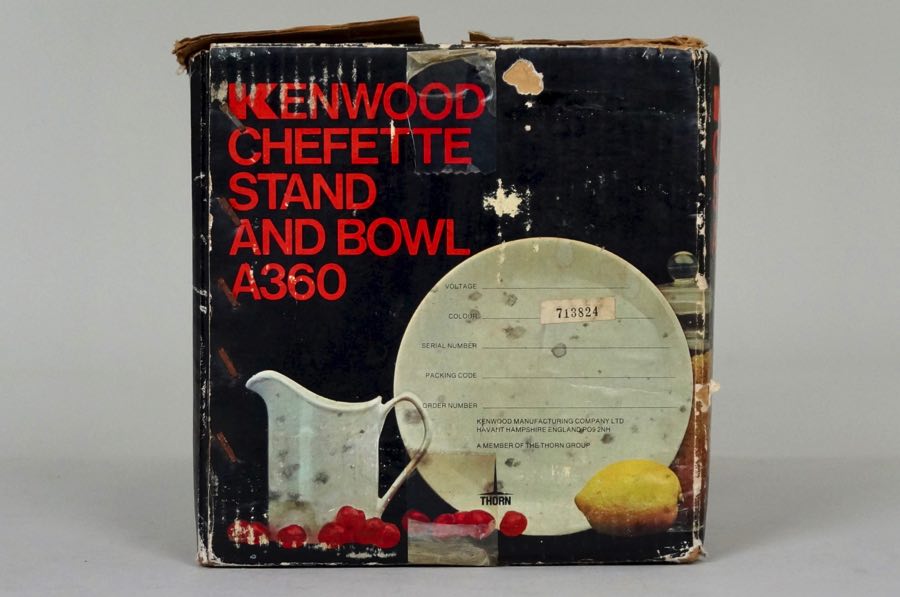 KENWOOD
CHEFETTE
STAND
AND BOWL
A360
VOLTAGE
COLOUR 713824
SERIAL NUMBER
PACKING CODE
ORDER NUMBER
KENWOOD MANUFACTURING COMPANY LTD
HAVANT HAMPSHIRE ENGLAND PO9 2NH
A MEMBER OF THE THORN GROUP
THORN